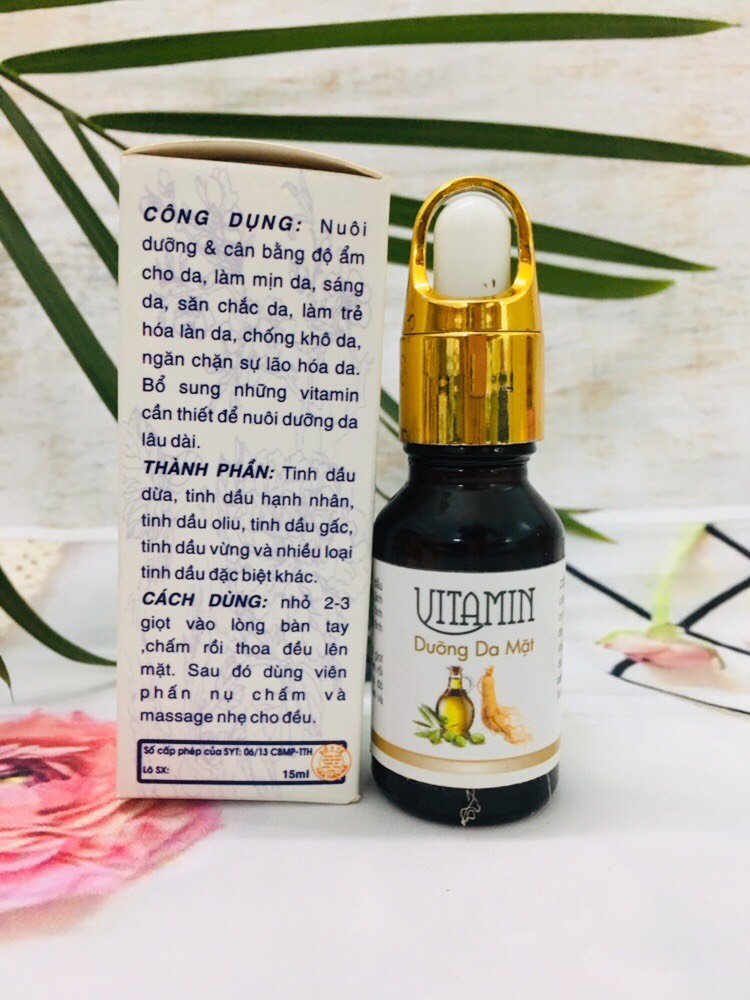 CÔNG DỤNG: Nuôi
dưỡng & cân bằng độ ẩm
cho da, làm mịn da, sáng
da, săn chắc da, làm trẻ
hóa làn da, chống khô da,
ngăn chặn sự lão hóa da.
Bổ sung những vitamin
cần thiết để nuôi dưỡng da
lâu dài.
THÀNH PHẦN: Tinh dầu
dừa, tinh dầu hạnh nhân,
tinh dầu oliu, tinh dầu gấc,
tinh dầu vừng và nhiều loại
tinh dầu đặc biệt khác.
CÁCH DÙNG: nhỏ 2-3
giọt vào lòng bàn tay
,chấm rồi thoa đều lên
mặt. Sau đó dùng viên
phấn nụ chấm và
massage nhẹ cho đều.
Số cấp phép của SYT: 06/13 CBMP-TTH
Lô SX: 15ml
VITAMIN
Dưỡng Da Mặt